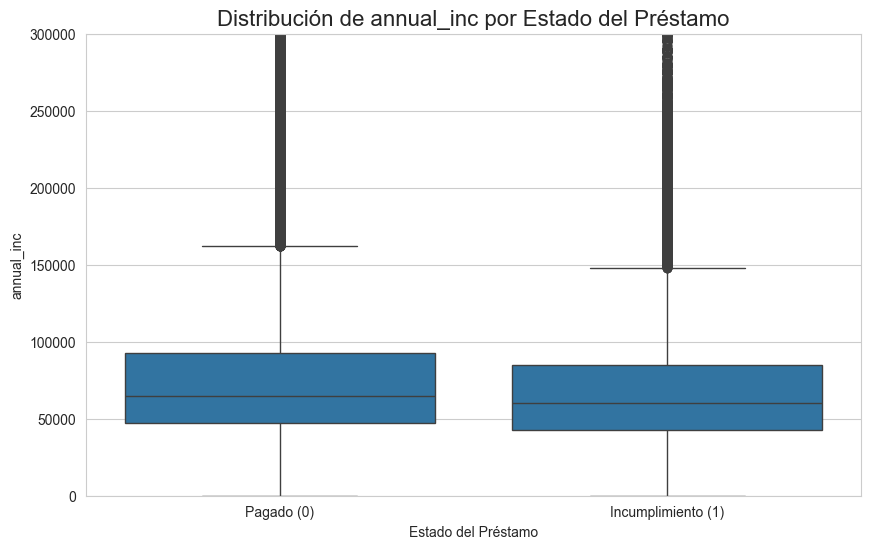 Distribución de annual_inc por Estado del Préstamo
300000
250000
200000
150000
100000
50000
0
annual_inc
Pagado (0)
Incumplimiento (1)
Estado del Préstamo